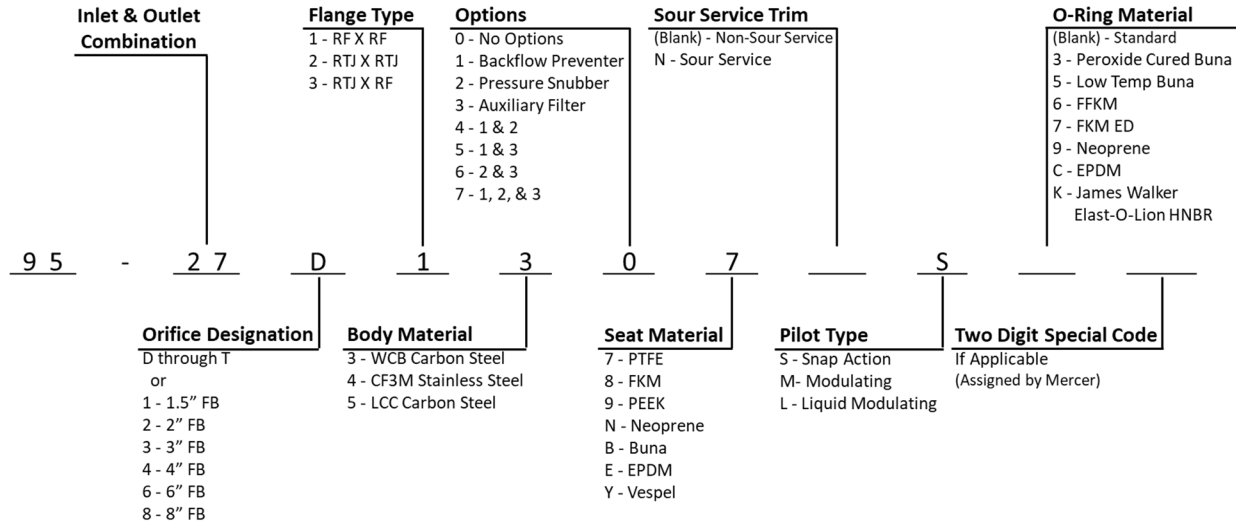 Inlet & Outlet
Combination
Flange Type
1 - RF X RF
2 - RTJ X RTJ
3 - RTJ X RF
Options
0 - No Options
1 - Backflow Preventer
2 - Pressure Snubber
3 - Auxiliary Filter
4 - 1 & 2
5 - 1 & 3
6 - 2 & 3
7 - 1, 2, & 3
Sour Service Trim
(Blank) - Non-Sour Service
N - Sour Service
O-Ring Material
(Blank) - Standard
3 - Peroxide Cured Buna
5 - Low Temp Buna
6 - FFKM
7 - FKM ED
9 - Neoprene
C - EPDM
K - James Walker
Elast-O-Lion HNBR
9 5 - 2 7 D 1 3 0 7 S
Orifice Designation
D through T
or
1 - 1.5” FB
2 - 2” FB
3 - 3” FB
4 - 4” FB
6 - 6” FB
8 - 8” FB
Body Material
3 - WCB Carbon Steel
4 - CF3M Stainless Steel
5 - LCC Carbon Steel
Seat Material
7 - PTFE
8 - FKM
9 - PEEK
N - Neoprene
B - Buna
E - EPDM
Y - Vespel
Pilot Type
S - Snap Action
M- Modulating
L - Liquid Modulating
Two Digit Special Code
If Applicable
(Assigned by Mercer)